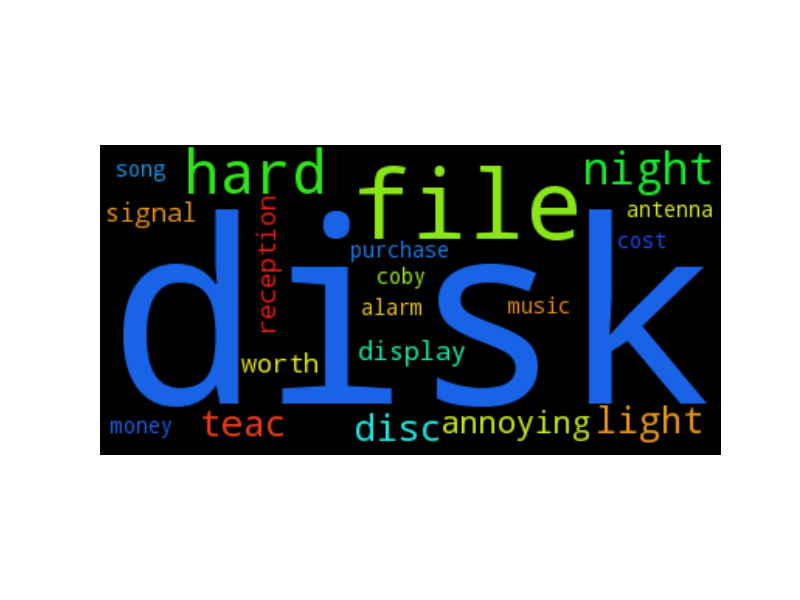 song
hard
file
night
signal
reception
antenna
purchase
cost
disk
coby
alarm
music
display
worth
money
teac
disc
annoying
light